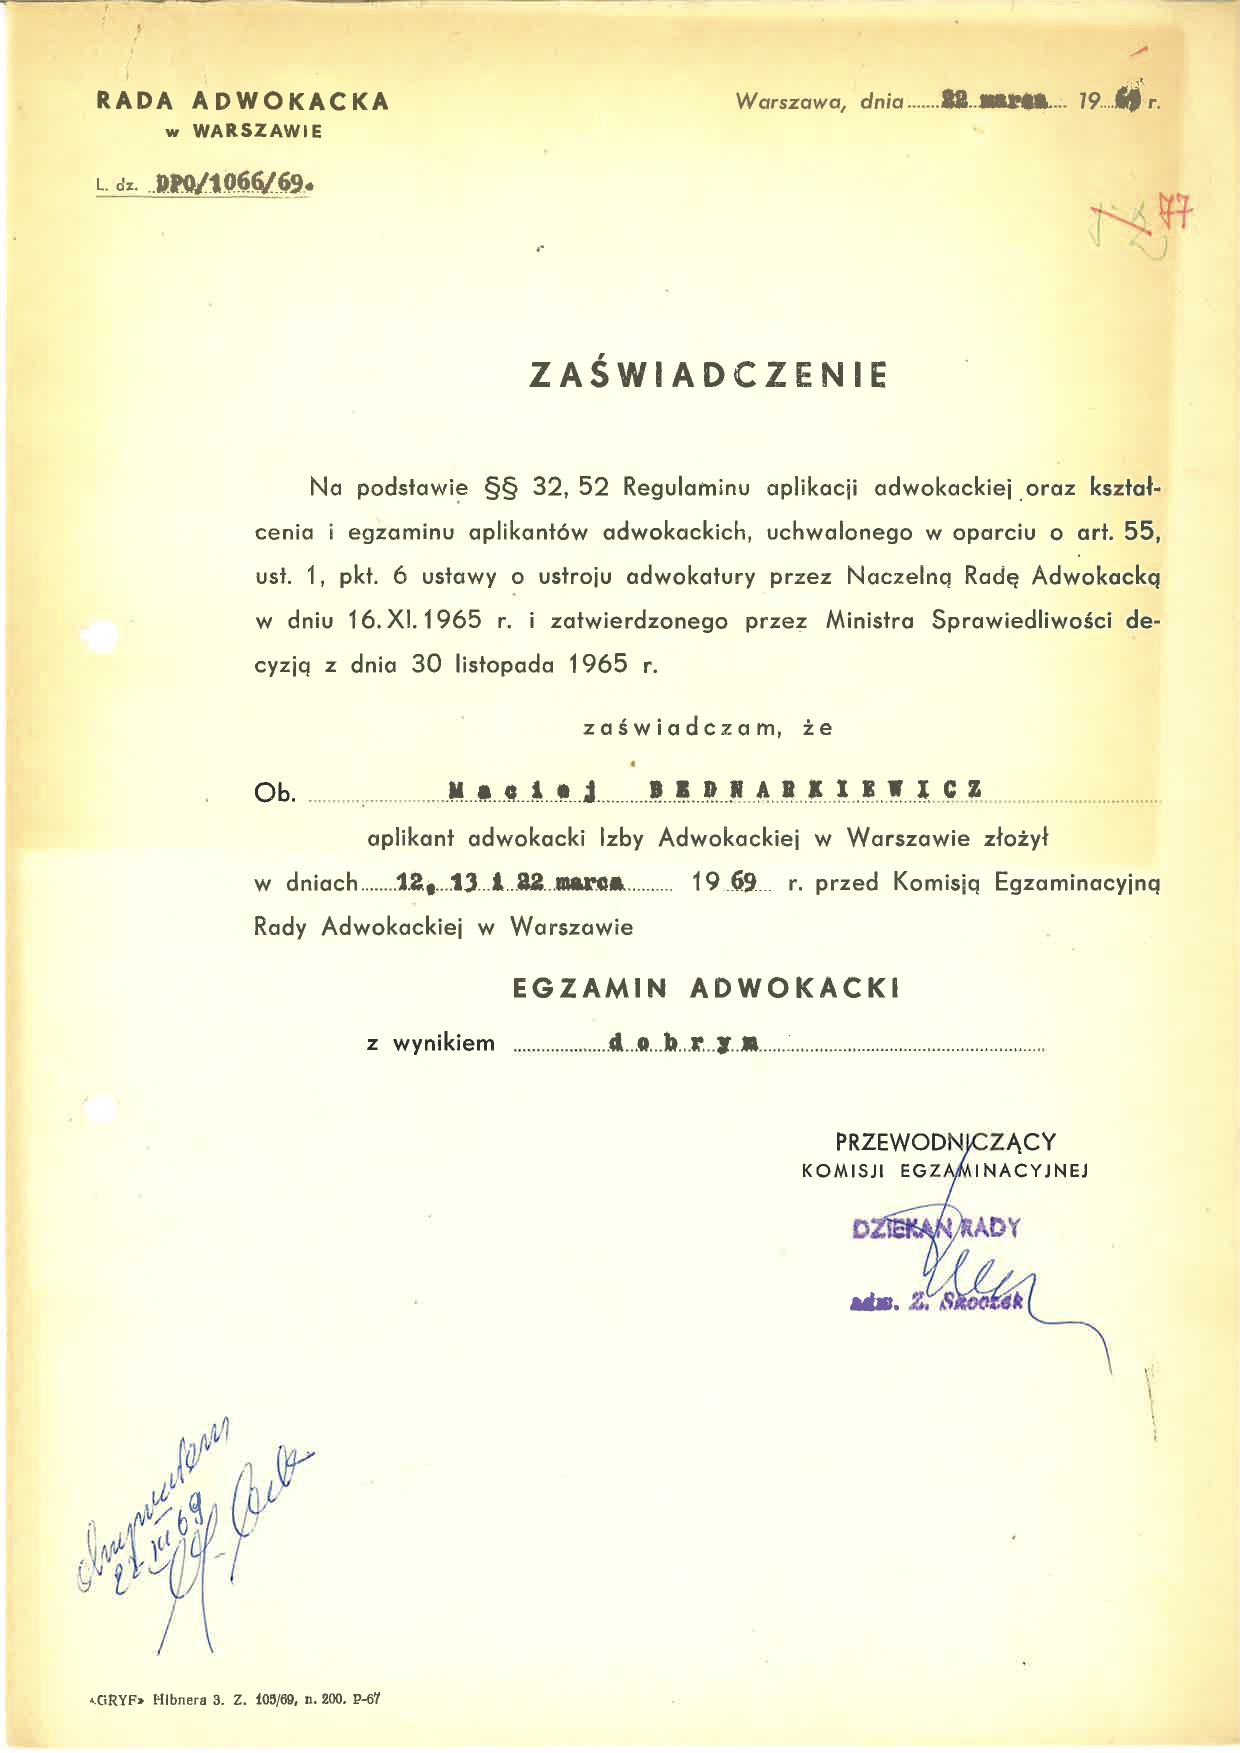 RADA ADWOKACKA
w WARSZAWIE
Warszawa, dnia 22 marca 1969 r.
L. dz. DPO/1066/69.
77
ZAŚWIADCZENIE
Na podstawie §§ 32, 52 Regulaminu aplikacji adwokackiej oraz kształ-
cenia i egzaminu aplikantów adwokackich, uchwalonego w oparciu o art. 55,
ust. 1, pkt. 6 ustawy o ustroju adwokatury przez Naczelną Radę Adwokacką
w dniu 16.XI.1965 r. i zatwierdzonego przez Ministra Sprawiedliwości de-
cyzją z dnia 30 listopada 1965 r.
zaświadczam, że
Ob. Maciej BEDNARKIEWICZ
aplikant adwokacki Izby Adwokackiej w Warszawie złożył
w dniach 12, 13 i 22 marca 1969 r. przed Komisją Egzaminacyjną
Rady Adwokackiej w Warszawie
EGZAMIN ADWOKACKI
z wynikiem dobrym
PRZEWODNICZĄCY
KOMISJI EGZAMINACYJNEJ
DZIEKAN RADY
adw. Z. Skoczek
22 III 69
«GRYF» Hibnera 3. Z. 105/69, n. 200. P-67